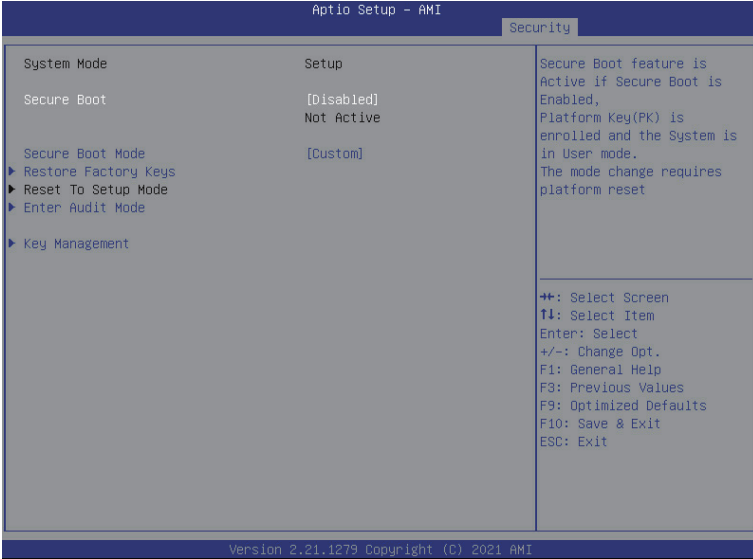 Aptio Setup – AMI
Security
System Mode Setup
Secure Boot [Disabled]
Not Active
Secure Boot Mode [Custom]
Restore Factory Keys
Reset To Setup Mode
Enter Audit Mode
Key Management
Secure Boot feature is
Active if Secure Boot is
Enabled,
Platform Key(PK) is
enrolled and the System is
in User mode.
The mode change requires
platform reset
→←: Select Screen
↑↓: Select Item
Enter: Select
+/-: Change Opt.
F1: General Help
F3: Previous Values
F9: Optimized Defaults
F10: Save & Exit
ESC: Exit
Version 2.21.1279 Copyright (C) 2021 AMI